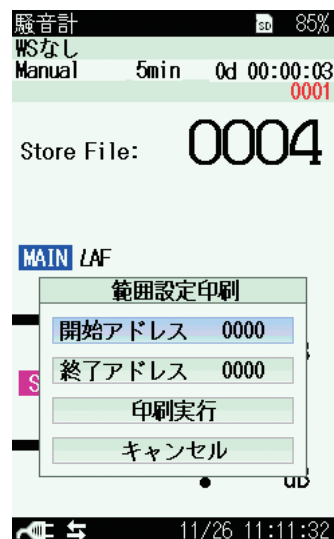 騒音計 SD 85%
WSなし
Manual 5min 0d 00:00:03
0001
Store File: 0004
MAIN LAF
範囲設定印刷
開始アドレス 0000
S
終了アドレス 0000
印刷実行
キャンセル
11/26 11:11:32